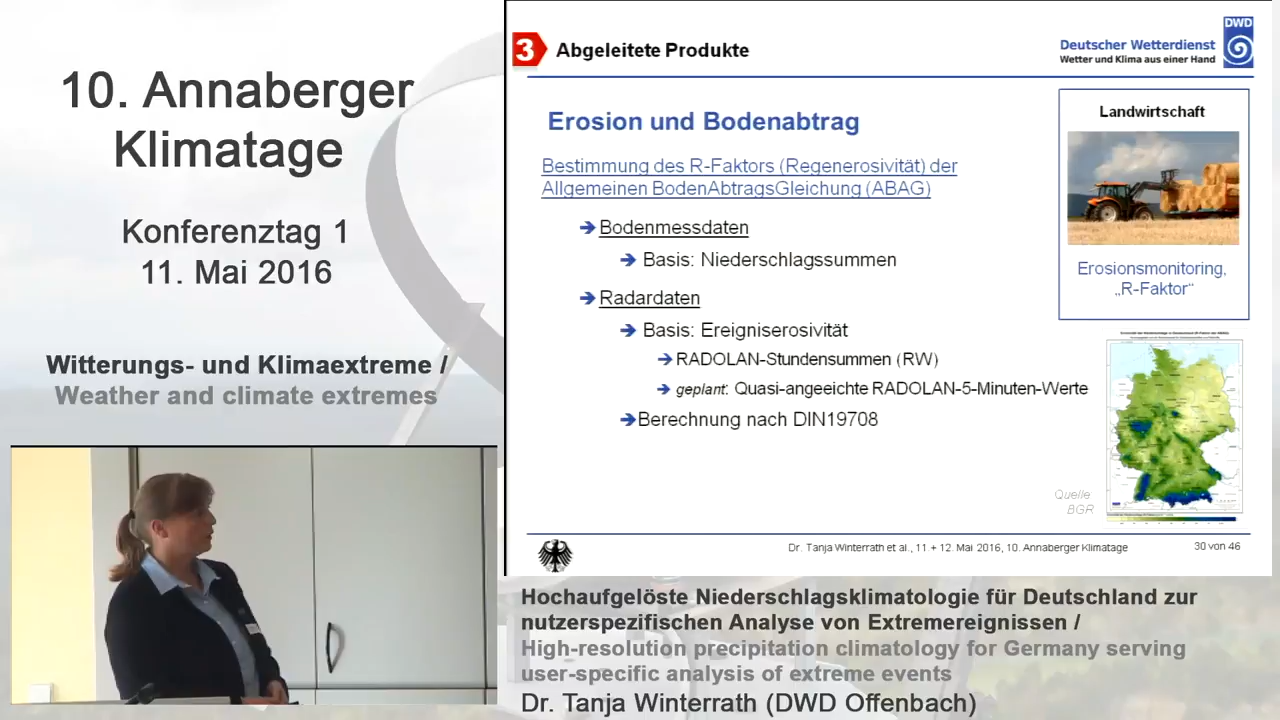 10. Annaberger
Klimatage
Konferenztag 1
11. Mai 2016
Witterungs- und Klimaextreme /
Weather and climate extremes
3 Abgeleitete Produkte
DWD
Deutscher Wetterdienst
Wetter und Klima aus einer Hand
Erosion und Bodenabtrag
Bestimmung des R-Faktors (Regenerosivität) der
Allgemeinen BodenAbtragsGleichung (ABAG)
Bodenmessdaten
Basis: Niederschlagssummen
Radardaten
Basis: Ereigniserosivität
RADOLAN-Stundensummen (RW)
geplant: Quasi-angeeichte RADOLAN-5-Minuten-Werte
Berechnung nach DIN19708
Landwirtschaft
Erosionsmonitoring,
„R-Faktor“
Quelle
BGR
Dr. Tanja Winterrath et al., 11.+ 12. Mai 2016, 10. Annaberger Klimatage
30 von 46
Hochaufgelöste Niederschlagsklimatologie für Deutschland zur
nutzerspezifischen Analyse von Extremereignissen /
High-resolution precipitation climatology for Germany serving
user-specific analysis of extreme events
Dr. Tanja Winterrath (DWD Offenbach)